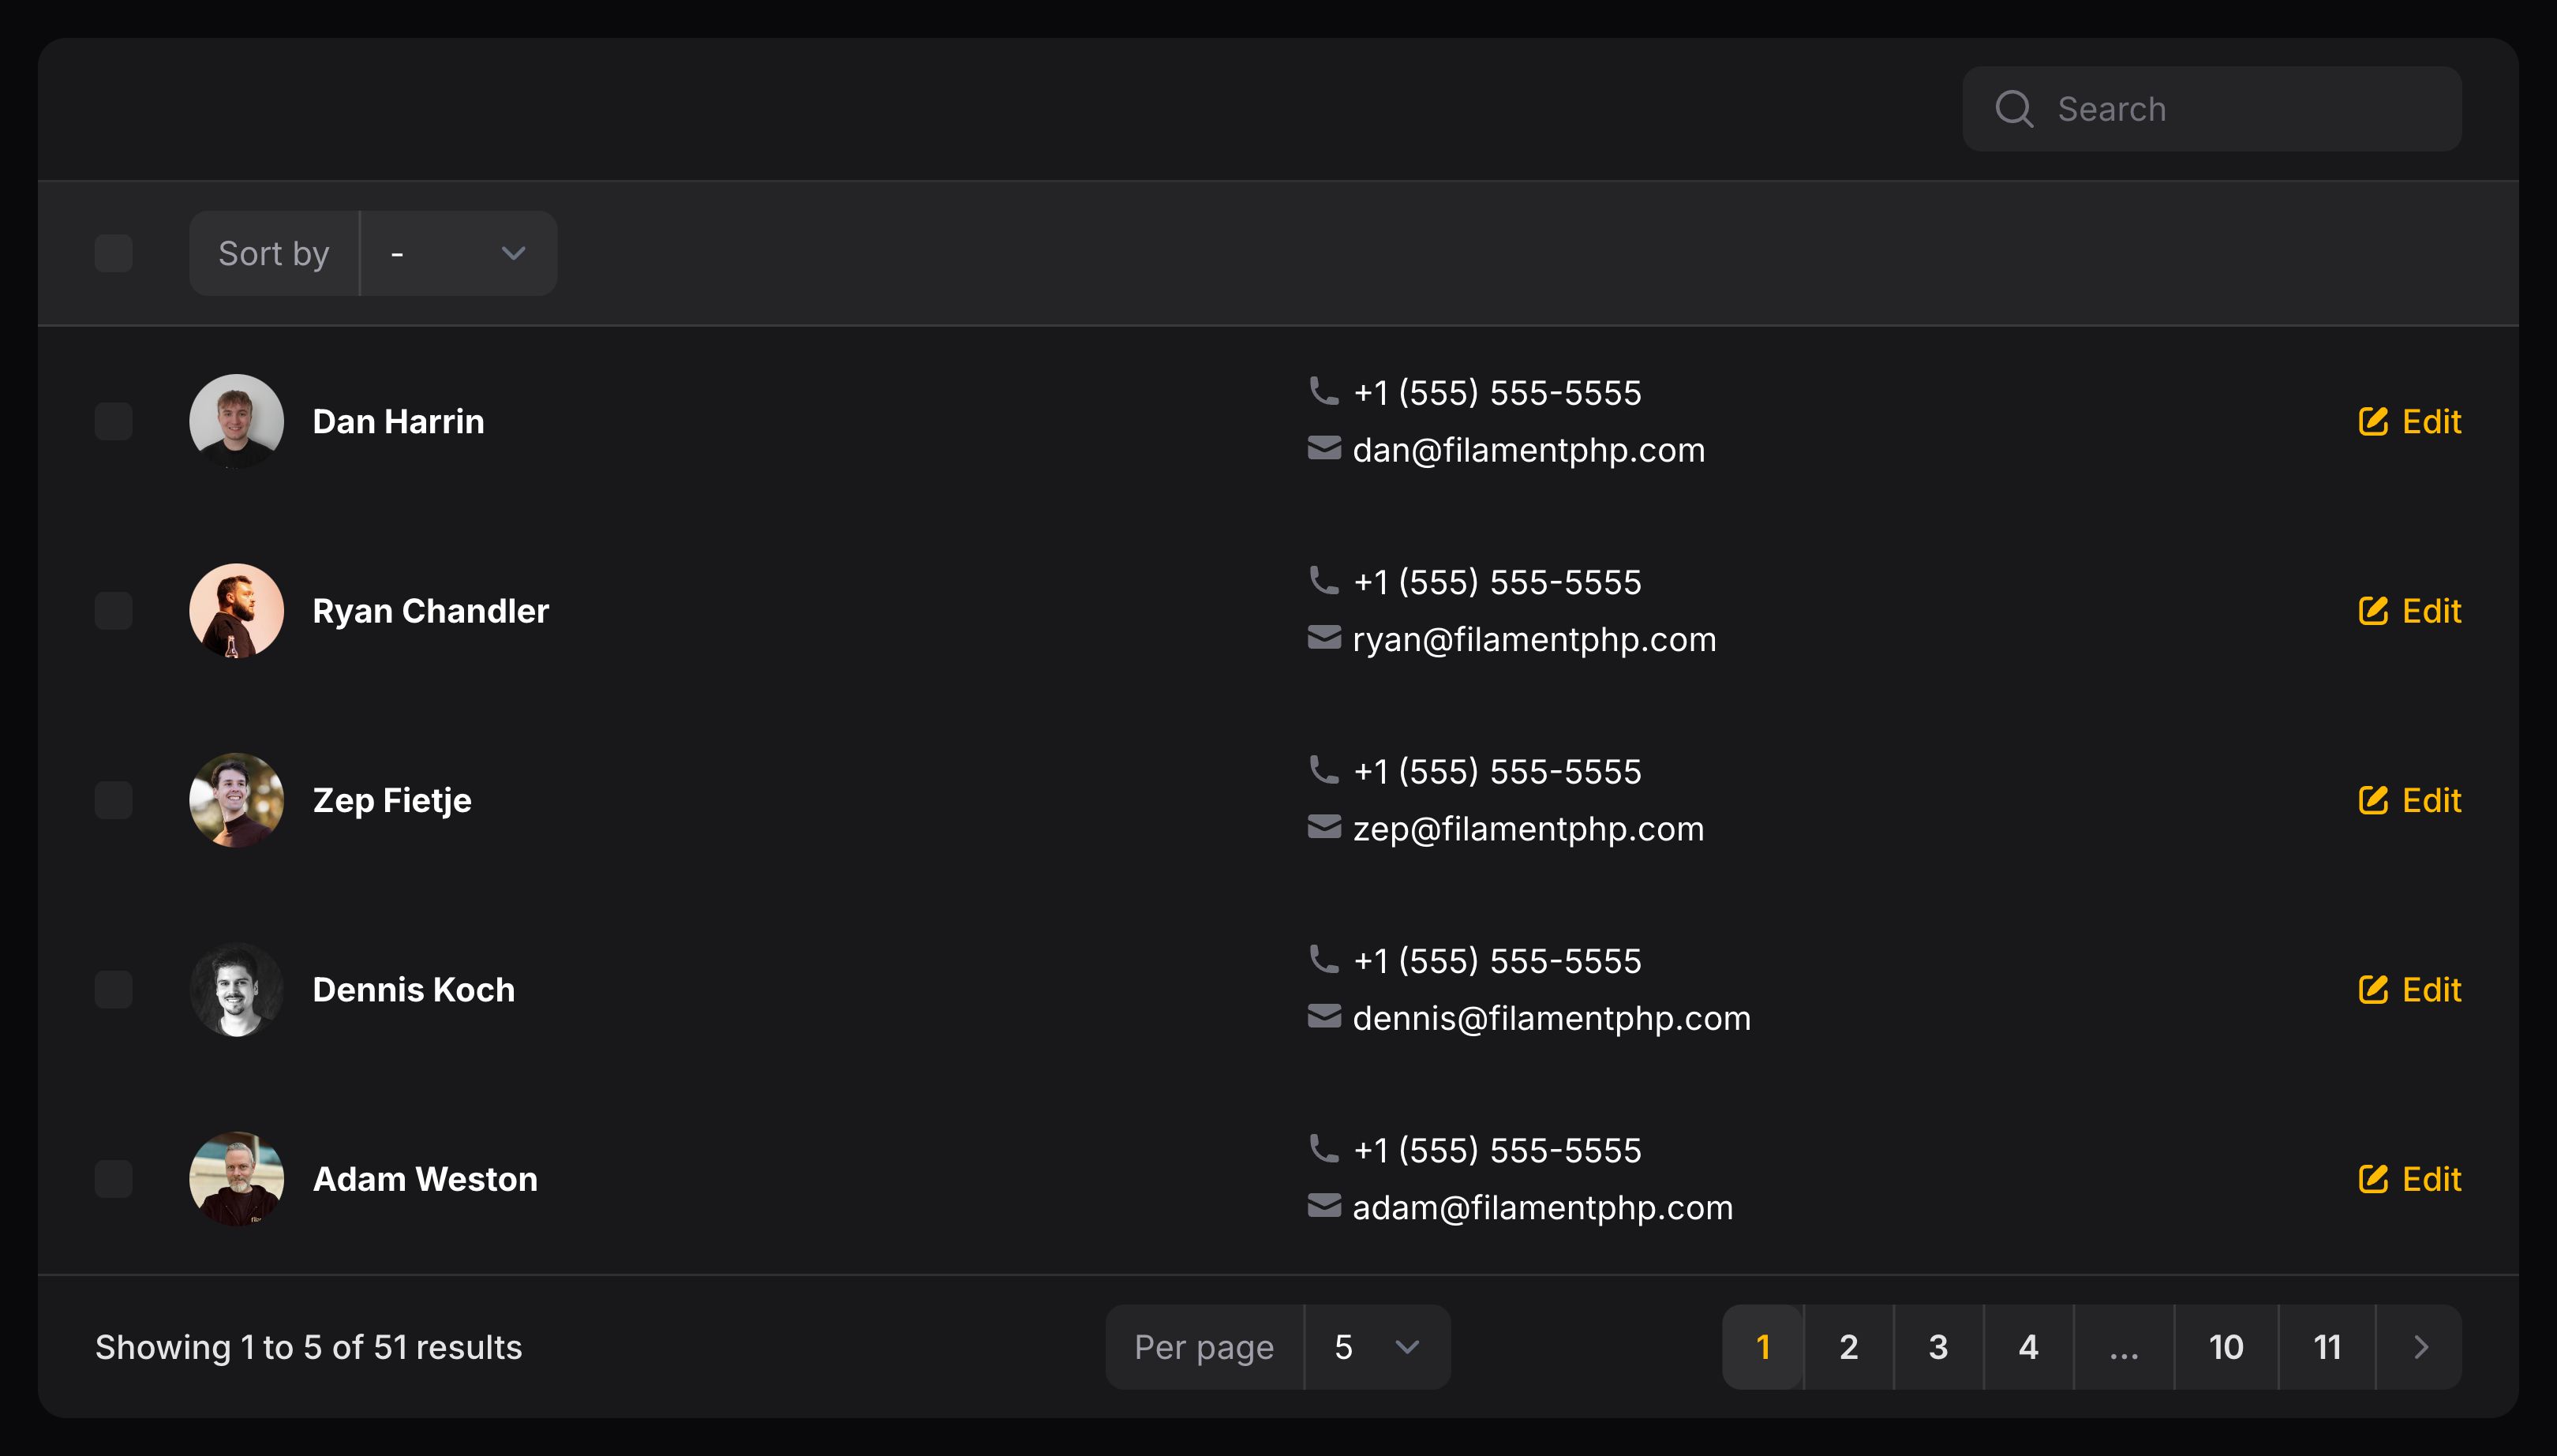 Search
Sort by -
Dan Harrin
+1 (555) 555-5555
dan@filamentphp.com
Edit
Ryan Chandler
+1 (555) 555-5555
ryan@filamentphp.com
Edit
Zep Fietje
+1 (555) 555-5555
zep@filamentphp.com
Edit
Dennis Koch
+1 (555) 555-5555
dennis@filamentphp.com
Edit
Adam Weston
+1 (555) 555-5555
adam@filamentphp.com
Edit
Showing 1 to 5 of 51 results
Per page 5
1 2 3 4 ... 10 11